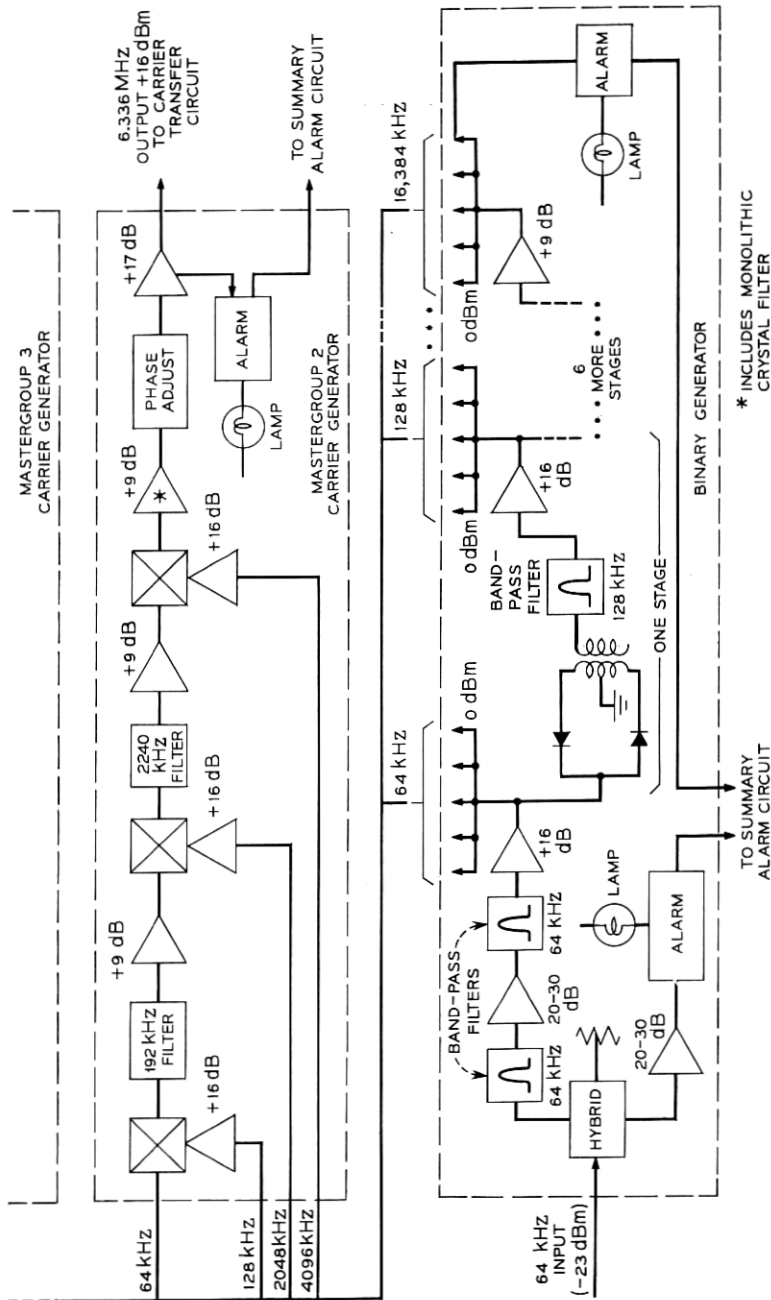 MASTERGROUP 3
CARRIER GENERATOR
6.336 MHz
OUTPUT +16 dBm
TO CARRIER
TRANSFER
CIRCUIT
TO SUMMARY
ALARM CIRCUIT
64 kHz
128 kHz
2048 kHz
4096 kHz
+16 dB
192 kHz
FILTER
+9 dB
+16 dB
2240
kHz
FILTER
+9 dB
+16 dB
+9 dB
*
PHASE
ADJUST
+17 dB
ALARM
LAMP
MASTERGROUP 2
CARRIER GENERATOR
64 kHz
0 dBm
128 kHz
0 dBm
16,384 kHz
0 dBm
64 kHz
INPUT
(-23 dBm)
HYBRID
64 kHz
BAND-PASS
FILTERS
20-30
dB
64 kHz
+16
dB
20-30
dB
ALARM
LAMP
TO SUMMARY
ALARM CIRCUIT
BAND-
PASS
FILTER
128 kHz
+16
dB
ONE STAGE
6
MORE
STAGES
+9 dB
LAMP
ALARM
BINARY GENERATOR
* INCLUDES MONOLITHIC
CRYSTAL FILTER